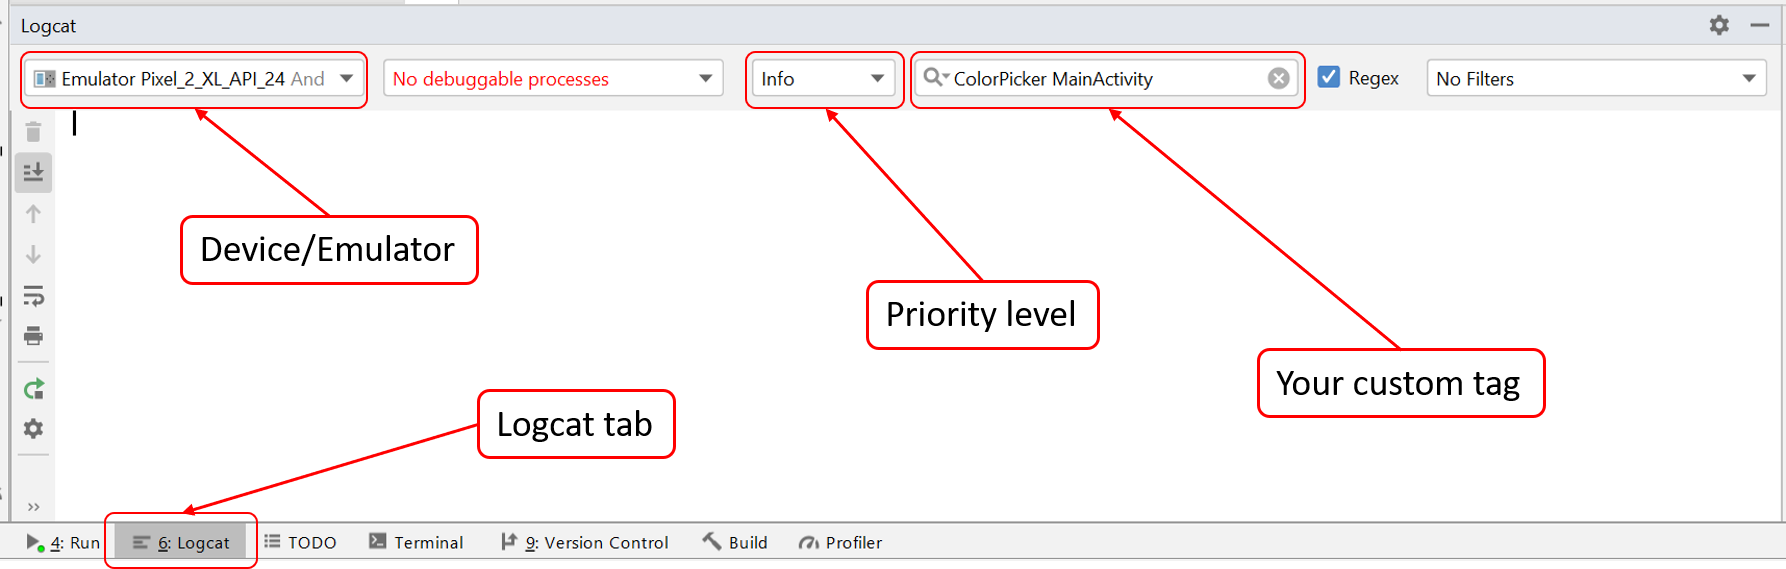 Logcat
Emulator Pixel_2_XL_API_24 And
No debuggable processes
Info
ColorPicker MainActivity
Regex
No Filters
Device/Emulator
Priority level
Your custom tag
Logcat tab
4: Run
6: Logcat
TODO
Terminal
9: Version Control
Build
Profiler